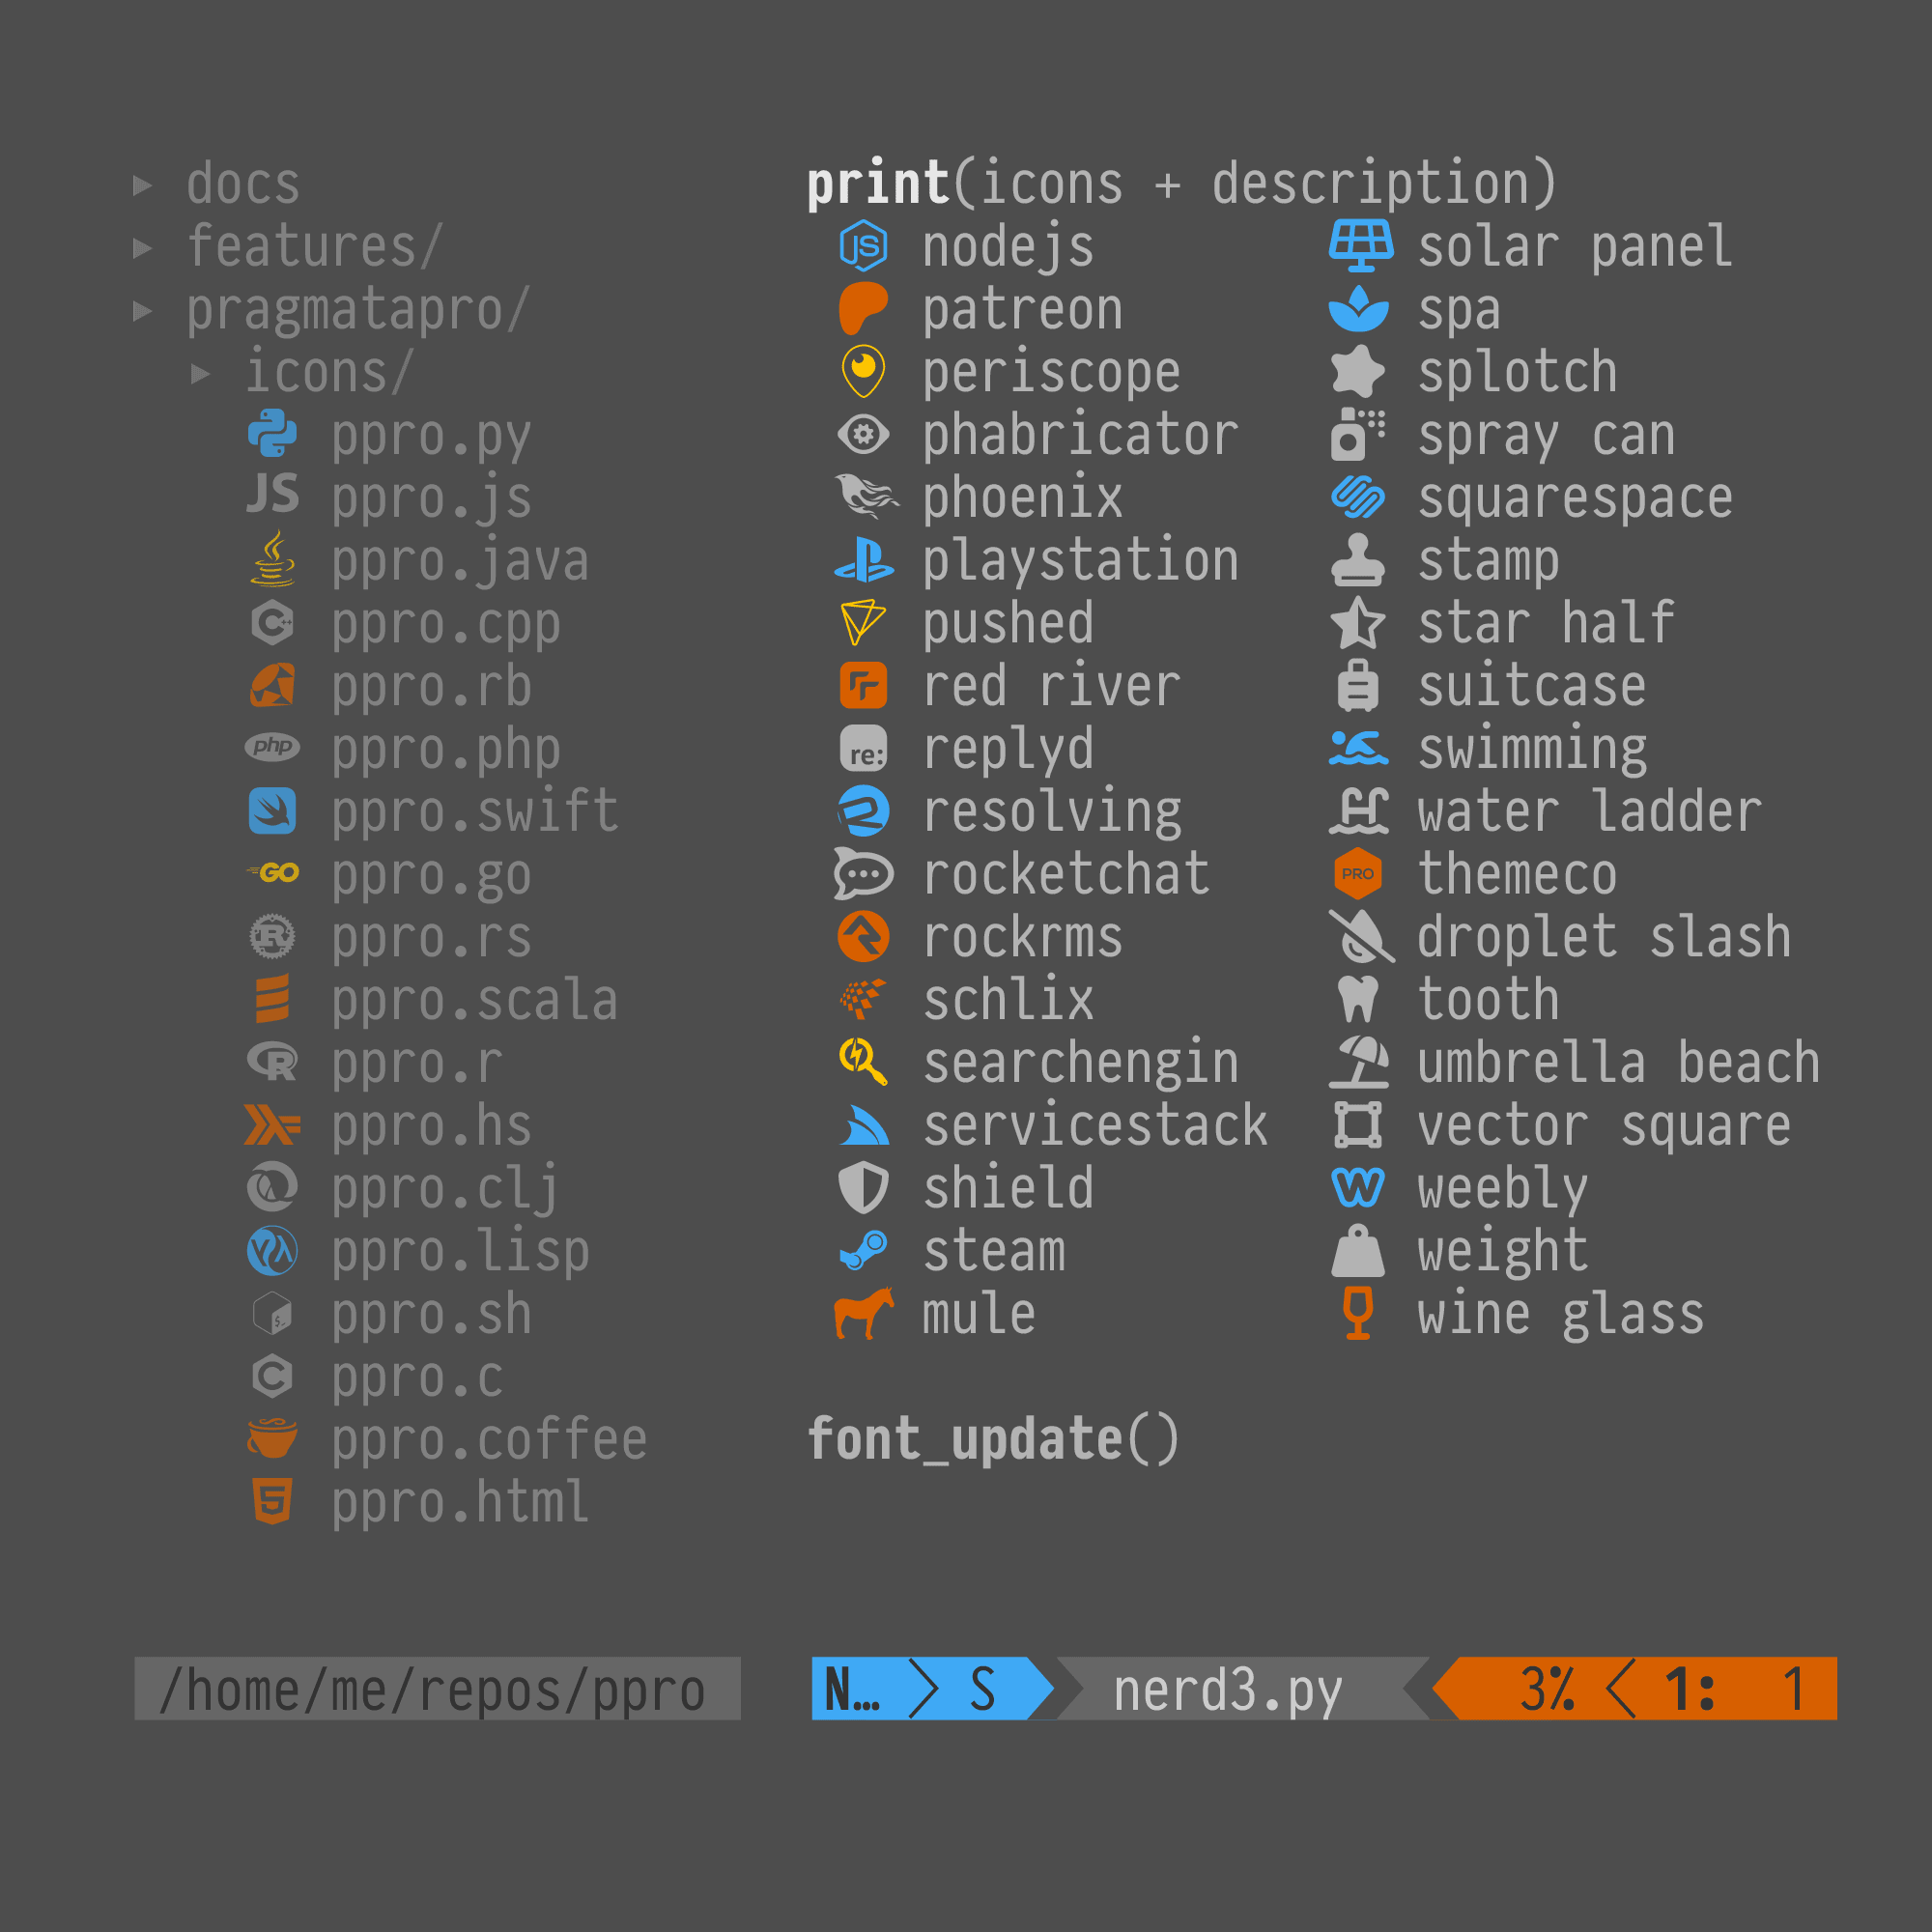 docs
features/
pragmatapro/
icons/
ppro.py
JS ppro.js
ppro.java
C++ ppro.cpp
ppro.rb
php ppro.php
ppro.swift
GO ppro.go
R ppro.rs
ppro.scala
R ppro.r
ppro.hs
ppro.clj
ppro.lisp
ppro.sh
C ppro.c
ppro.coffee
5 ppro.html
/home/me/repos/ppro
print(icons + description)
JS nodejs
patreon
periscope
phabricator
phoenix
playstation
pushed
red river
re: replyd
resolving
rocketchat
rockrms
schlix
searchengin
servicestack
shield
steam
mule
solar panel
spa
splotch
spray can
squarespace
stamp
star half
suitcase
swimming
water ladder
PRO themeco
droplet slash
tooth
umbrella beach
vector square
weebly
weight
wine glass
font_update()
N… S nerd3.py 3% 1: 1